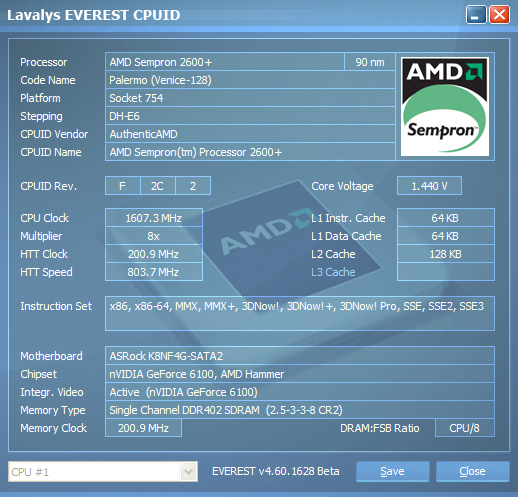 Lavalys EVEREST CPUID
Processor AMD Sempron 2600+ 90 nm
Code Name Palermo (Venice-128)
Platform Socket 754
Stepping DH-E6
CPUID Vendor AuthenticAMD
CPUID Name AMD Sempron(tm) Processor 2600+
AMD
Sempron
CPUID Rev. F 2C 2 Core Voltage 1.440 V
CPU Clock 1607.3 MHz L1 Instr. Cache 64 KB
Multiplier 8x L1 Data Cache 64 KB
HTT Clock 200.9 MHz L2 Cache 128 KB
HTT Speed 803.7 MHz L3 Cache
AMD
Instruction Set x86, x86-64, MMX, MMX+, 3DNow!, 3DNow!+, 3DNow! Pro, SSE, SSE2, SSE3
Motherboard ASRock K8NF4G-SATA2
Chipset nVIDIA GeForce 6100, AMD Hammer
Integr. Video Active (nVIDIA GeForce 6100)
Memory Type Single Channel DDR402 SDRAM (2.5-3-3-8 CR2)
Memory Clock 200.9 MHz DRAM:FSB Ratio CPU/8
CPU #1 EVEREST v4.60.1628 Beta Save Close